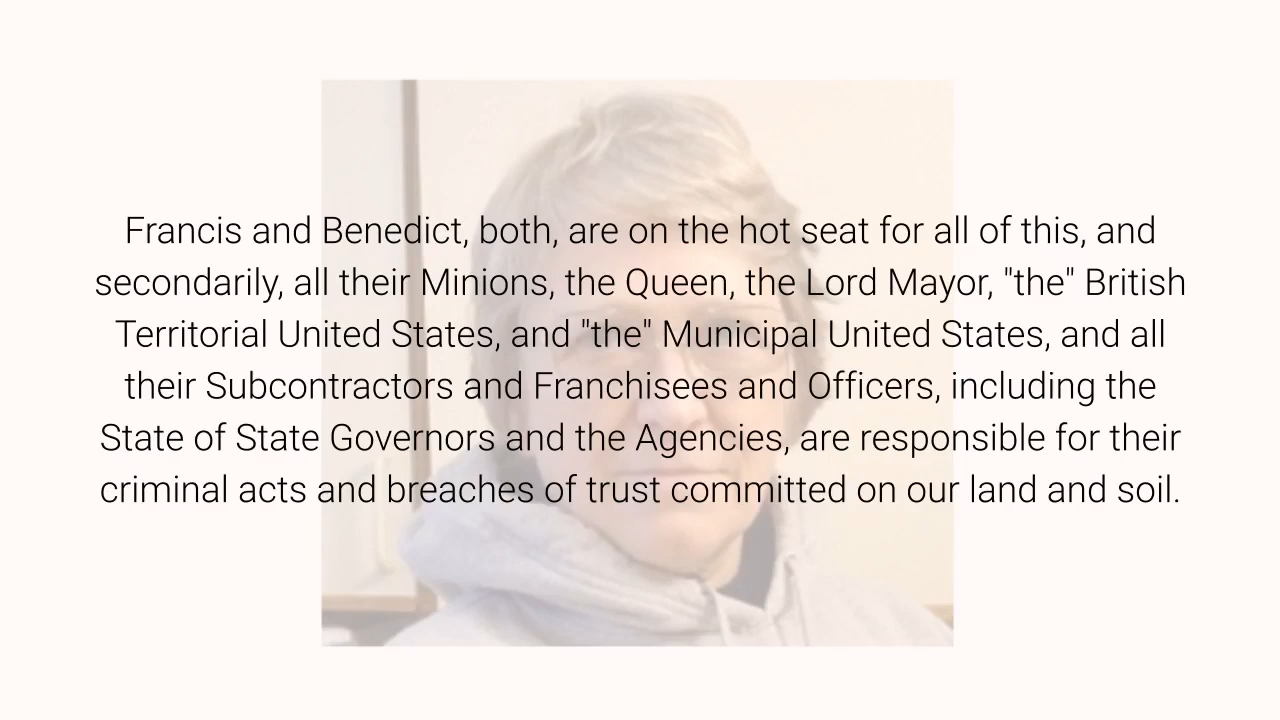 Francis and Benedict, both, are on the hot seat for all of this, and
secondarily, all their Minions, the Queen, the Lord Mayor, "the" British
Territorial United States, and "the" Municipal United States, and all
their Subcontractors and Franchisees and Officers, including the
State of State Governors and the Agencies, are responsible for their
criminal acts and breaches of trust committed on our land and soil.